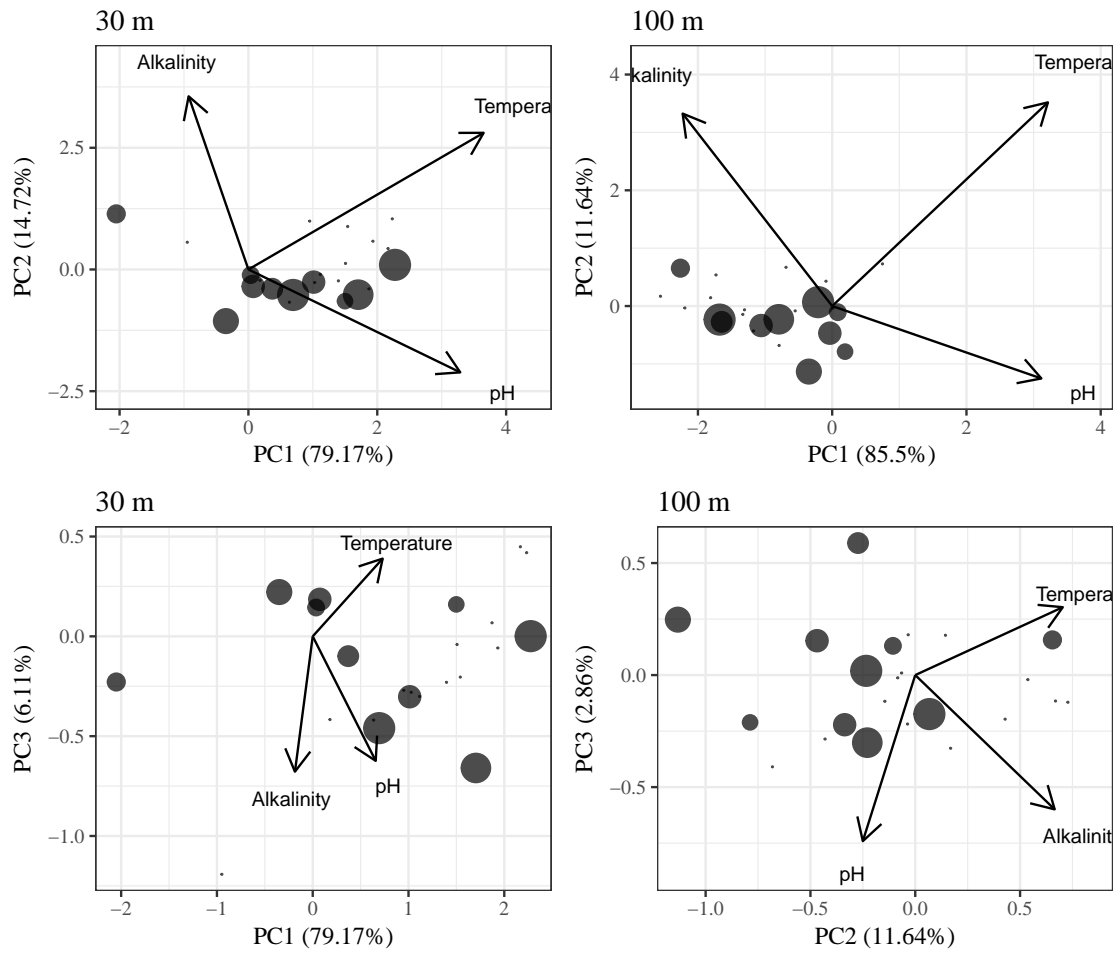 30 m
100 m
Alkalinity
Tempera
kalinity
Tempera
pH
pH
PC2 (14.72%)
2.5
0.0
−2.5
−2
0
2
4
PC1 (79.17%)
PC2 (11.64%)
4
2
0
−2
0
2
4
PC1 (85.5%)
30 m
100 m
Temperature
Alkalinity
pH
PC3 (6.11%)
0.5
0.0
−0.5
−1.0
−2
−1
0
1
2
PC1 (79.17%)
Tempera
Alkalinit
pH
PC3 (2.86%)
0.5
0.0
−0.5
−1.0
−0.5
0.0
0.5
PC2 (11.64%)